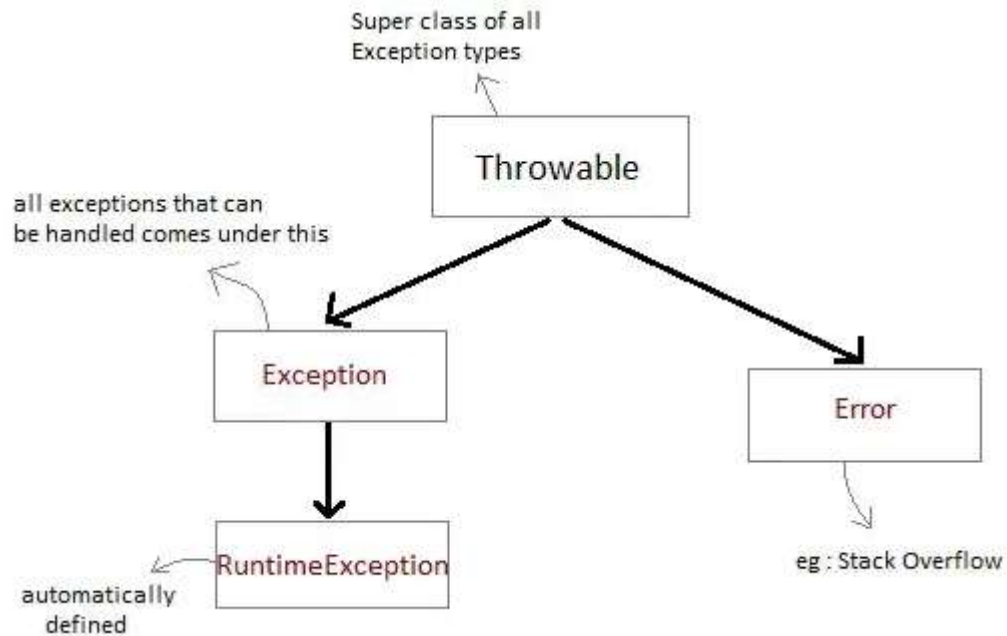 Super class of all
Exception types
Throwable
all exceptions that can
be handled comes under this
Exception
Error
RuntimeException
eg : Stack Overflow
automatically
defined